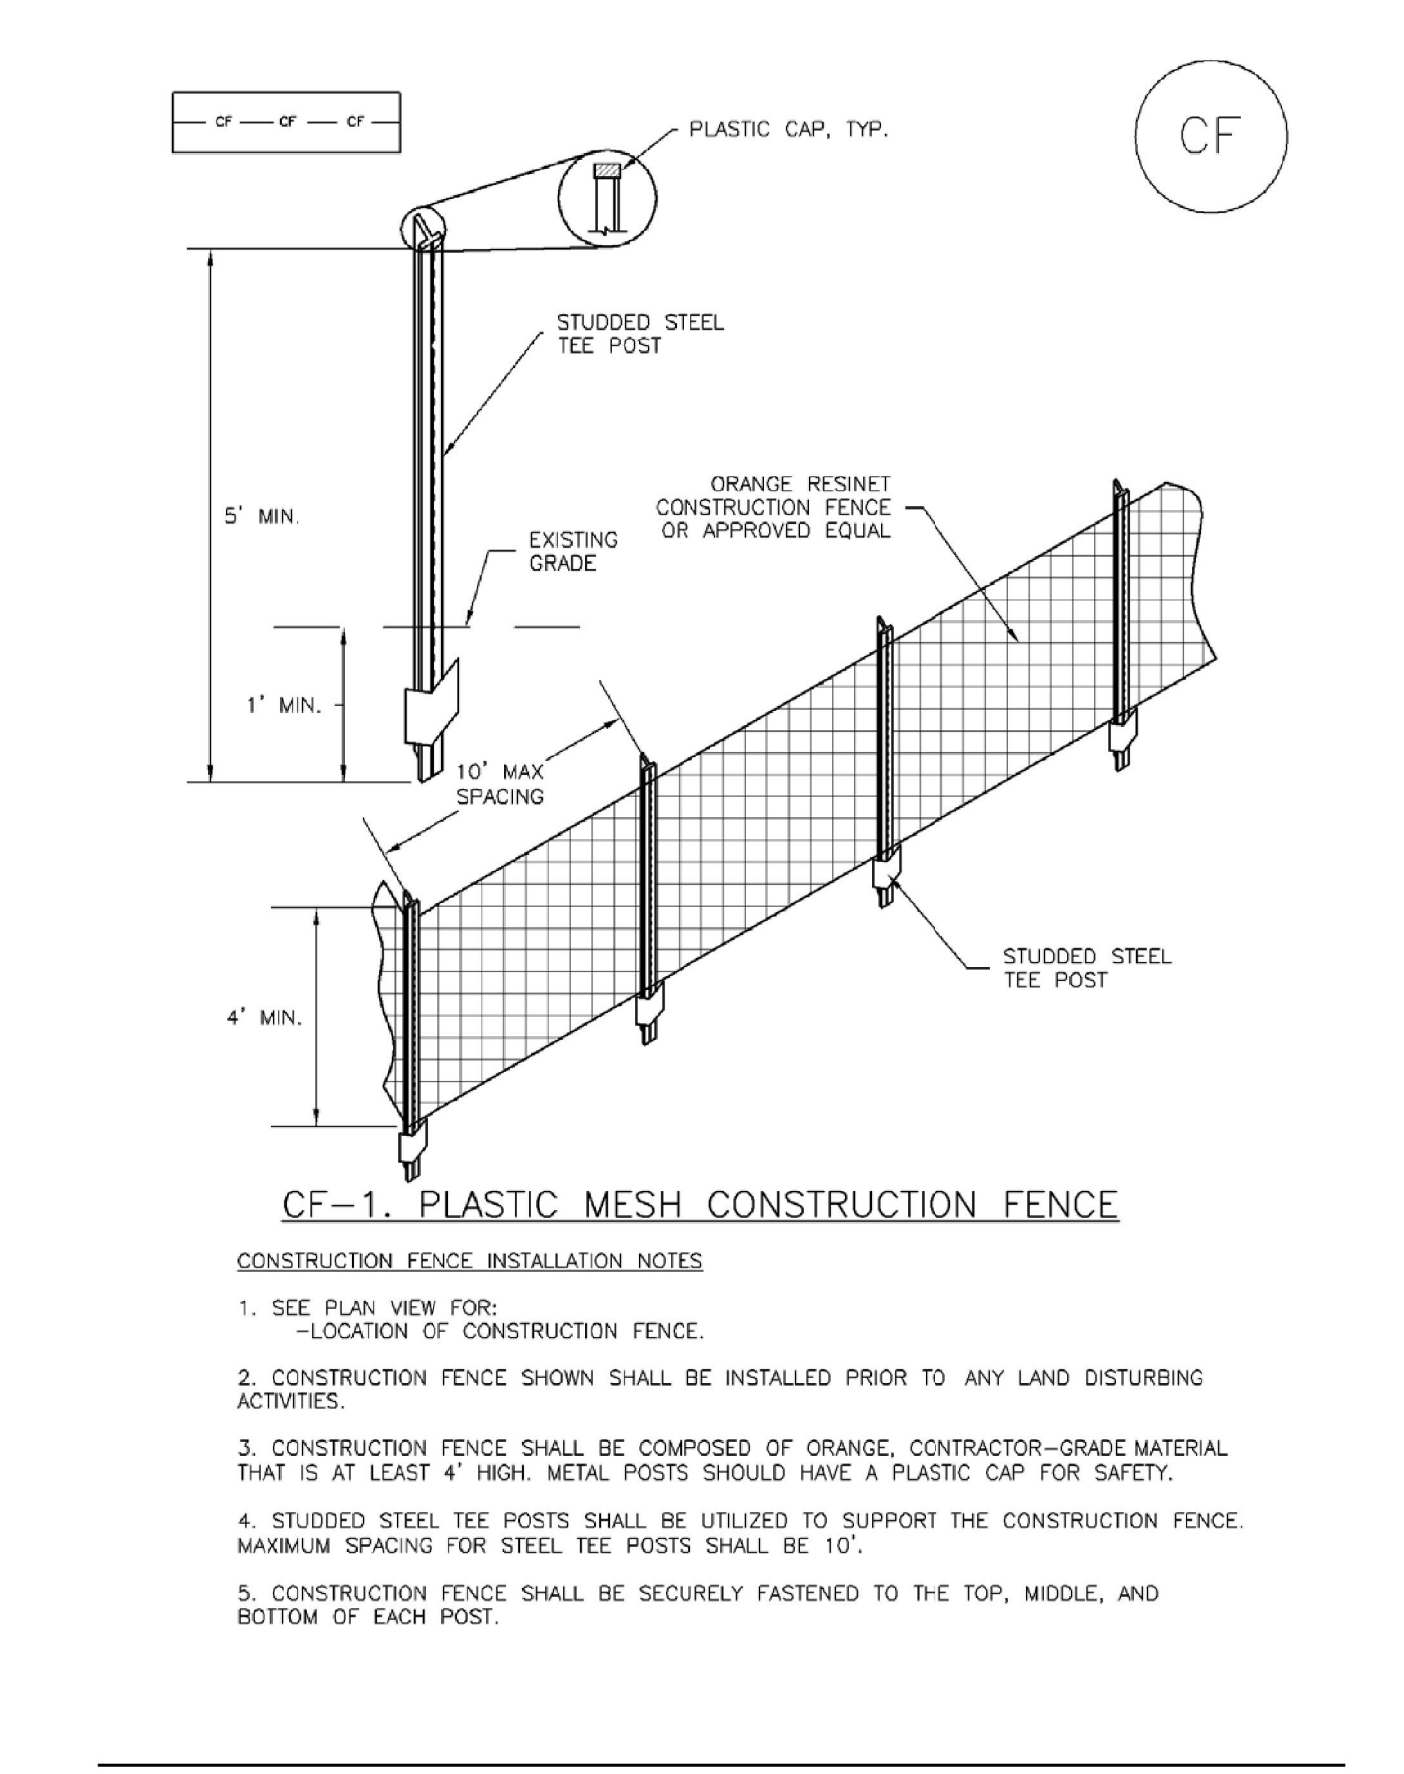 CF CF CF
CF
PLASTIC CAP, TYP.
STUDDED STEEL
TEE POST
5' MIN.
EXISTING
GRADE
ORANGE RESINET
CONSTRUCTION FENCE
OR APPROVED EQUAL
1' MIN.
10' MAX
SPACING
4' MIN.
STUDDED STEEL
TEE POST
CF-1. PLASTIC MESH CONSTRUCTION FENCE
CONSTRUCTION FENCE INSTALLATION NOTES
1. SEE PLAN VIEW FOR:
-LOCATION OF CONSTRUCTION FENCE.
2. CONSTRUCTION FENCE SHOWN SHALL BE INSTALLED PRIOR TO ANY LAND DISTURBING
ACTIVITIES.
3. CONSTRUCTION FENCE SHALL BE COMPOSED OF ORANGE, CONTRACTOR-GRADE MATERIAL
THAT IS AT LEAST 4' HIGH. METAL POSTS SHOULD HAVE A PLASTIC CAP FOR SAFETY.
4. STUDDED STEEL TEE POSTS SHALL BE UTILIZED TO SUPPORT THE CONSTRUCTION FENCE.
MAXIMUM SPACING FOR STEEL TEE POSTS SHALL BE 10'.
5. CONSTRUCTION FENCE SHALL BE SECURELY FASTENED TO THE TOP, MIDDLE, AND
BOTTOM OF EACH POST.